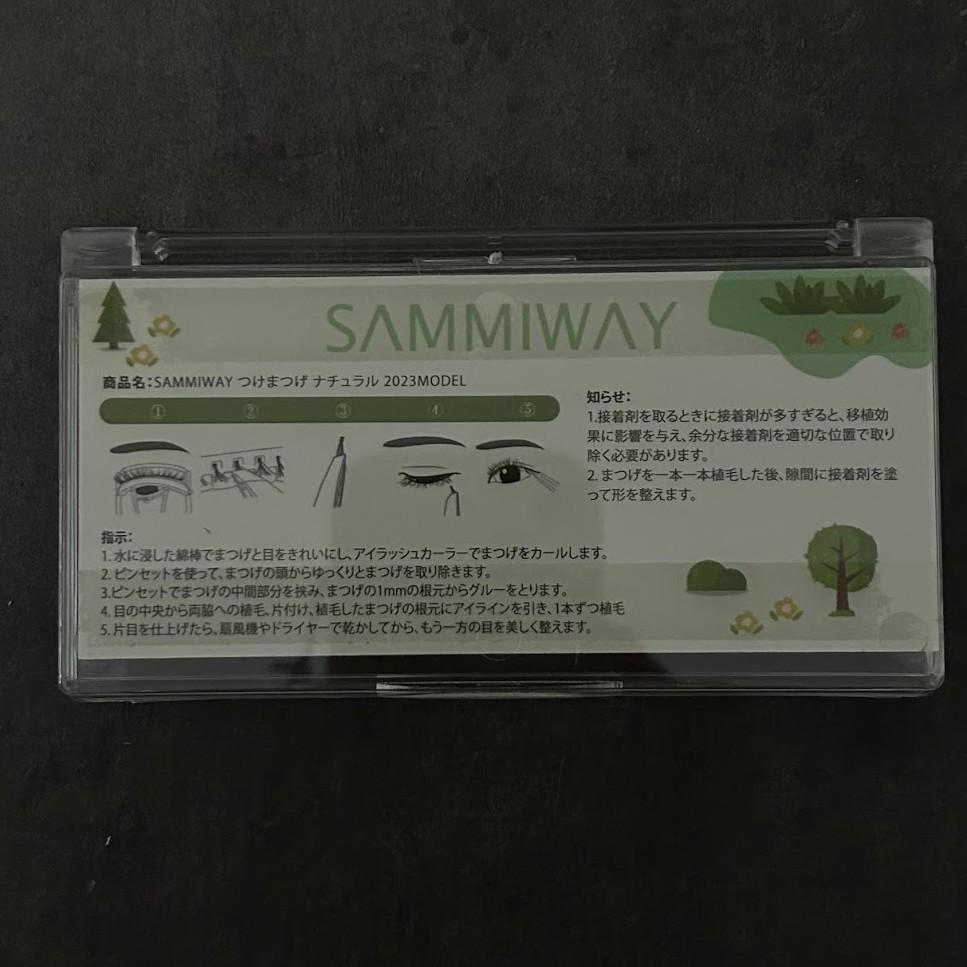 SAMMIWAY
商品名：SAMMIWAY つけまつげ ナチュラル 2023MODEL
① ② ③ ④ ⑤
知らせ：
1.接着剤を取るときに接着剤が多すぎると、移植効
果に影響を与え、余分な接着剤を適切な位置で取り
除く必要があります。
2. まつげを一本一本植毛した後、隙間に接着剤を塗
って形を整えます。
指示：
1. 水に浸した綿棒でまつげと目をきれいにし、アイラッシュカーラーでまつげをカールします。
2. ピンセットを使って、まつげの頭からゆっくりとまつげを取り除きます。
3.ピンセットでまつげの中間部分を挟み、まつげの1mmの根元からグルーをとります。
4. 目の中央から両脇への植毛、片付け、植毛したまつげの根元にアイラインを引き、1本ずつ植毛
5. 片目を仕上げたら、扇風機やドライヤーで乾かしてから、もう一方の目を美しく整えます。